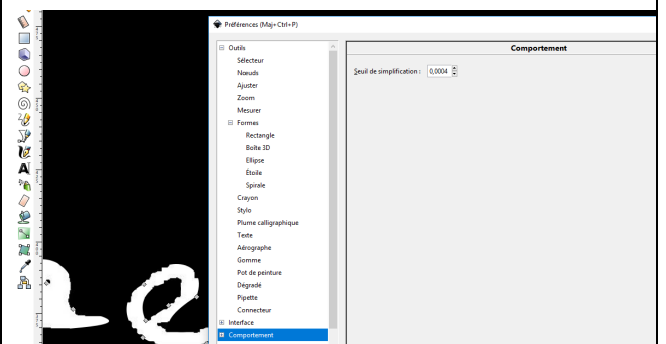 Préférences (Maj+Ctrl+P)
Outils
Sélecteur
Nœuds
Ajuster
Zoom
Mesurer
Formes
Rectangle
Boîte 3D
Ellipse
Étoile
Spirale
Crayon
Stylo
Plume calligraphique
Texte
Aérographe
Gomme
Pot de peinture
Dégradé
Pipette
Connecteur
Interface
Comportement
Comportement
Seuil de simplification : 0,0004